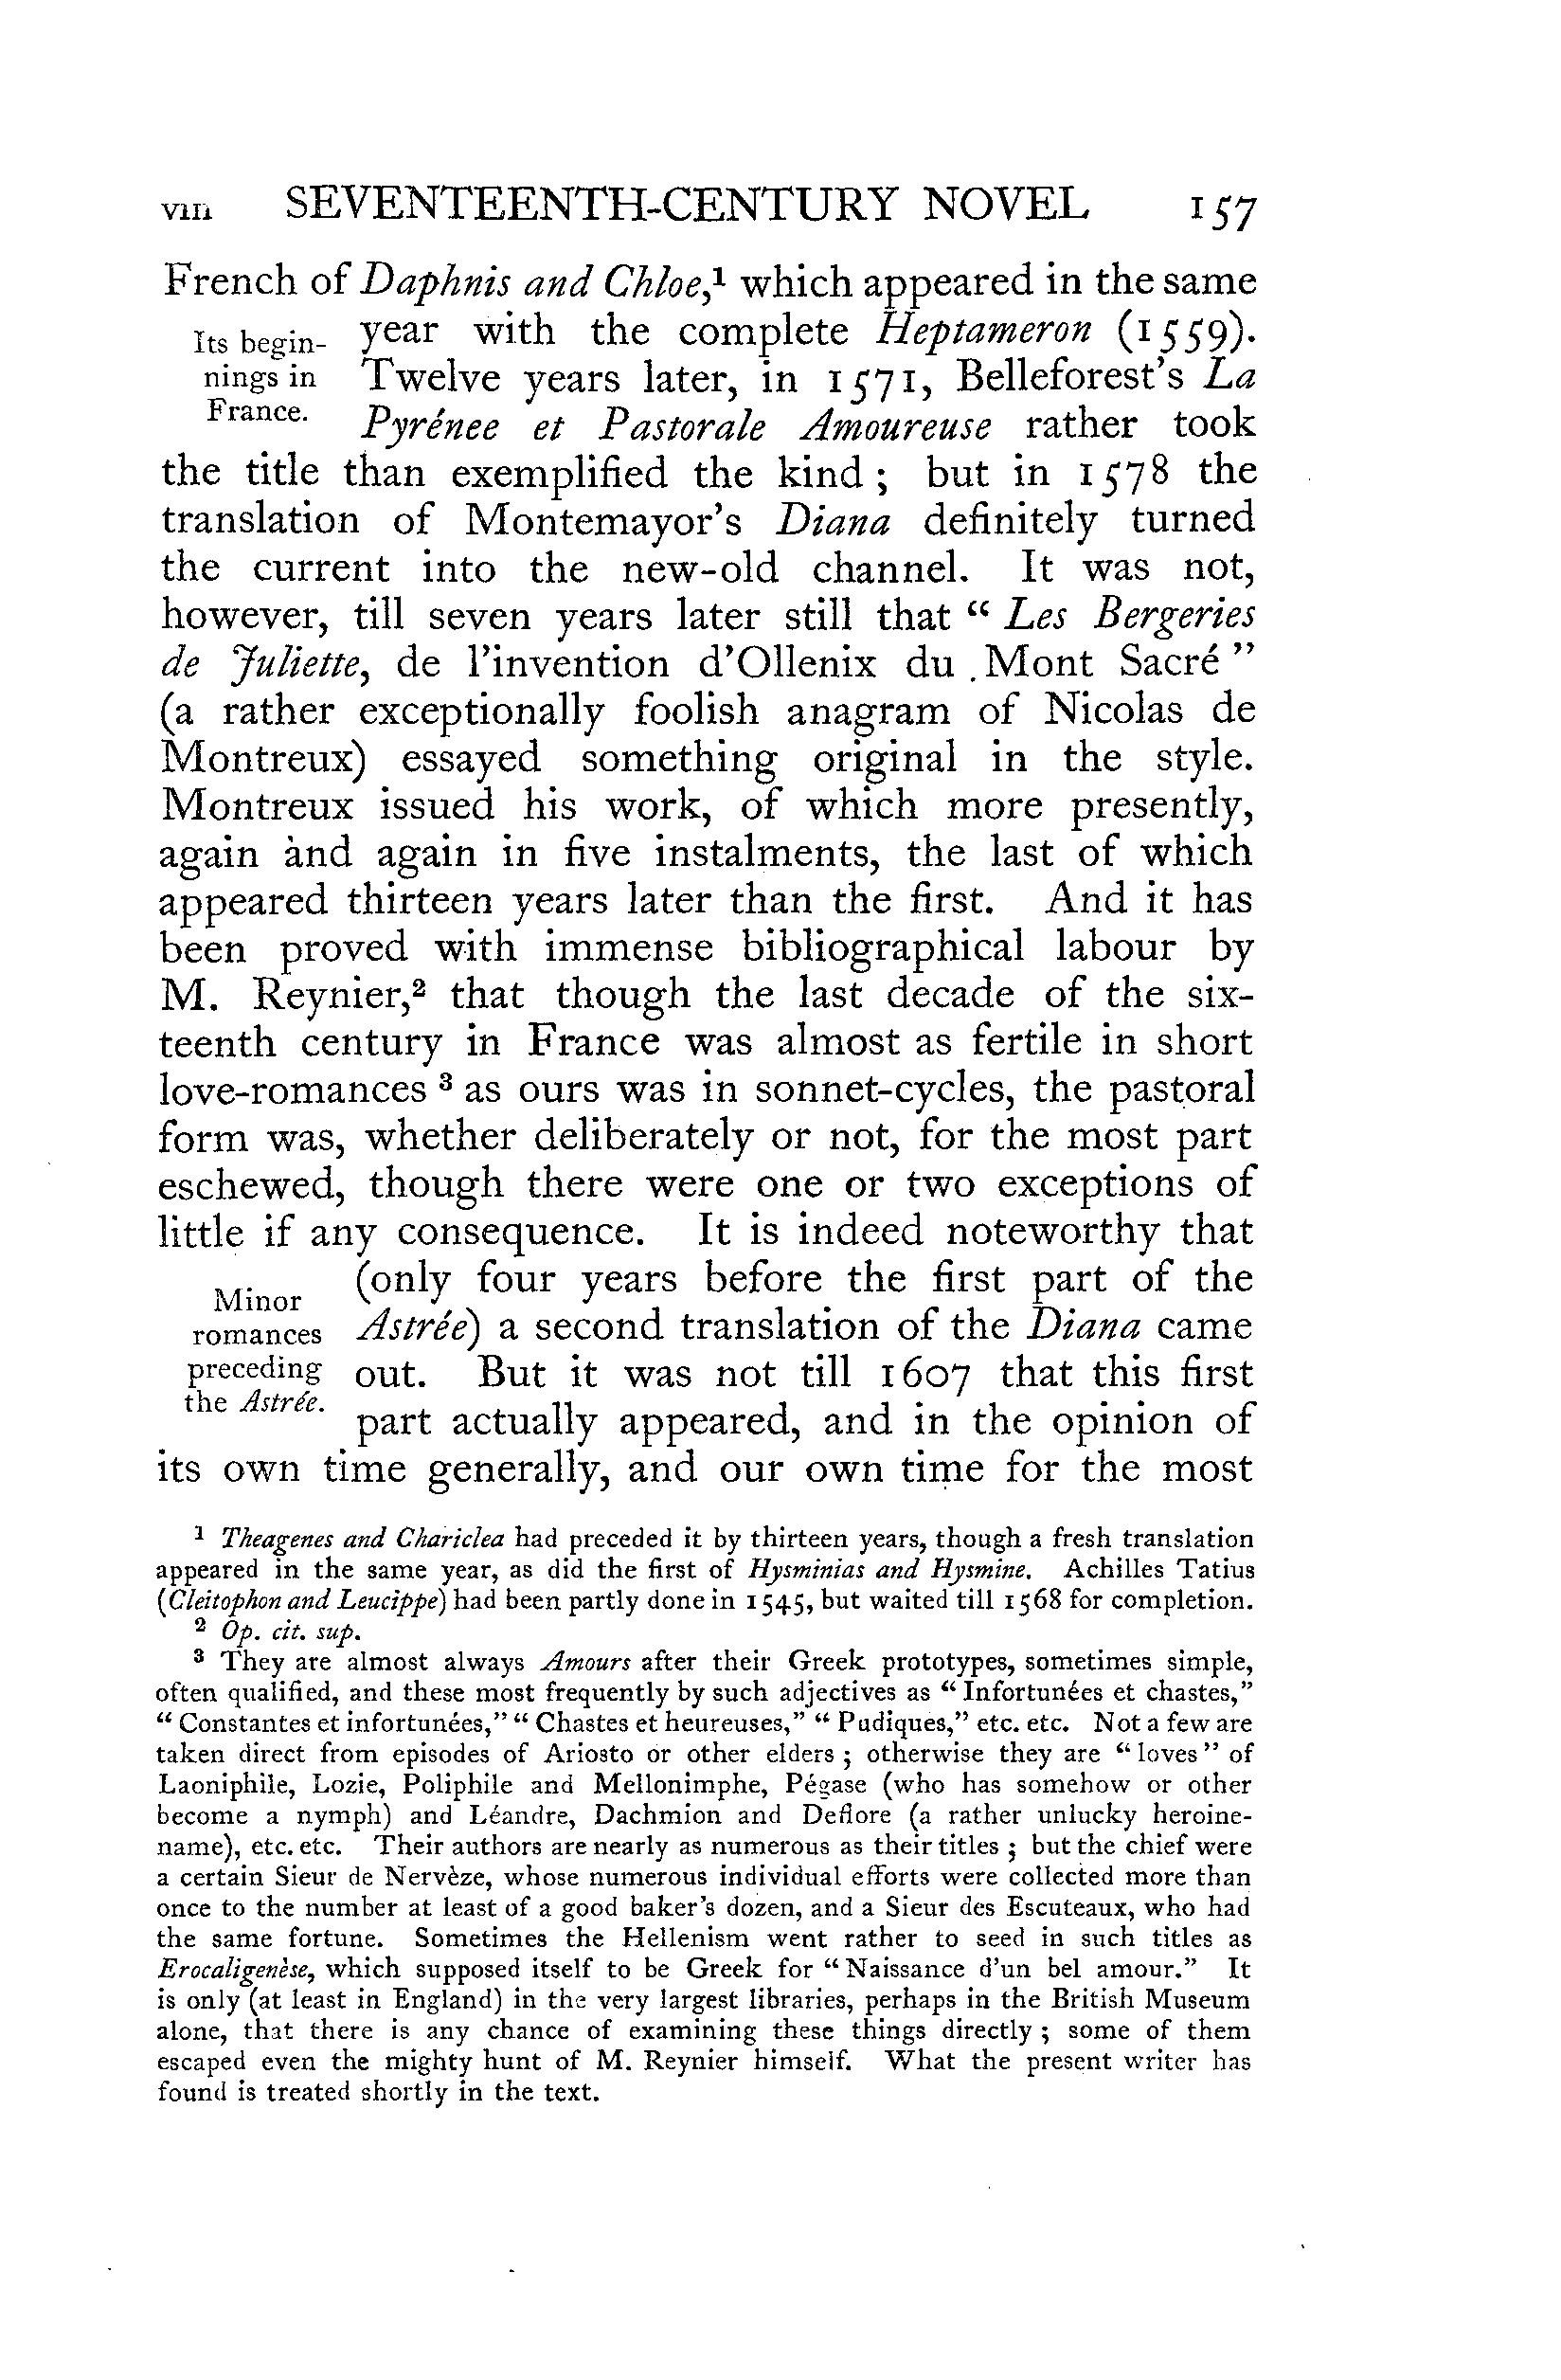 VIII SEVENTEENTH-CENTURY NOVEL 157
French of Daphnis and Chloe,¹ which appeared in the same
Its begin-
nings in
France.
year with the complete Heptameron (1559).
Twelve years later, in 1571, Belleforest's La
Pyrénee et Pastorale Amoureuse rather took
the title than exemplified the kind ; but in 1578 the
translation of Montemayor's Diana definitely turned
the current into the new-old channel. It was not,
however, till seven years later still that “ Les Bergeries
de Juliette, de l'invention d'Ollenix du Mont Sacré ”
(a rather exceptionally foolish anagram of Nicolas de
Montreux) essayed something original in the style.
Montreux issued his work, of which more presently,
again and again in five instalments, the last of which
appeared thirteen years later than the first. And it has
been proved with immense bibliographical labour by
M. Reynier,² that though the last decade of the six-
teenth century in France was almost as fertile in short
love-romances ³ as ours was in sonnet-cycles, the pastoral
form was, whether deliberately or not, for the most part
eschewed, though there were one or two exceptions of
little if any consequence. It is indeed noteworthy that
Minor
romances
preceding
the Astrée.
(only four years before the first part of the
Astrée) a second translation of the Diana came
out. But it was not till 1607 that this first
part actually appeared, and in the opinion of
its own time generally, and our own time for the most
¹ Theagenes and Chariclea had preceded it by thirteen years, though a fresh translation
appeared in the same year, as did the first of Hysminias and Hysmine. Achilles Tatius
(Cleitophon and Leucippe) had been partly done in 1545, but waited till 1568 for completion.
² Op. cit. sup.
³ They are almost always Amours after their Greek prototypes, sometimes simple,
often qualified, and these most frequently by such adjectives as “ Infortunées et chastes,”
“ Constantes et infortunées,” “ Chastes et heureuses,” “ Pudiques,” etc. etc. Not a few are
taken direct from episodes of Ariosto or other elders ; otherwise they are “ loves ” of
Laoniphile, Lozie, Poliphile and Mellonimphe, Pégase (who has somehow or other
become a nymph) and Léandre, Dachmion and Deflore (a rather unlucky heroine-
name), etc. etc. Their authors are nearly as numerous as their titles ; but the chief were
a certain Sieur de Nervèze, whose numerous individual efforts were collected more than
once to the number at least of a good baker's dozen, and a Sieur des Escuteaux, who had
the same fortune. Sometimes the Hellenism went rather to seed in such titles as
Erocaligenèse, which supposed itself to be Greek for “ Naissance d'un bel amour.” It
is only (at least in England) in the very largest libraries, perhaps in the British Museum
alone, that there is any chance of examining these things directly ; some of them
escaped even the mighty hunt of M. Reynier himself. What the present writer has
found is treated shortly in the text.